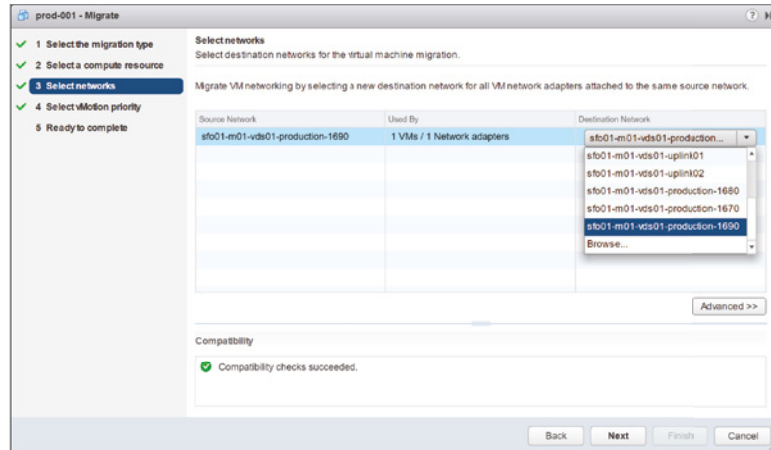 prod-001 - Migrate
?
1 Select the migration type
2 Select a compute resource
3 Select networks
4 Select vMotion priority
5 Ready to complete
Select networks
Select destination networks for the virtual machine migration.
Migrate VM networking by selecting a new destination network for all VM network adapters attached to the same source network.
Source Network Used By Destination Network
sfo01-m01-vds01-production-1690 1 VMs / 1 Network adapters sfo01-m01-vds01-production...
sfo01-m01-vds01-uplink01
sfo01-m01-vds01-uplink02
sfo01-m01-vds01-production-1680
sfo01-m01-vds01-production-1670
sfo01-m01-vds01-production-1690
Browse...
Advanced >>
Compatibility
Compatibility checks succeeded.
Back Next Finish Cancel